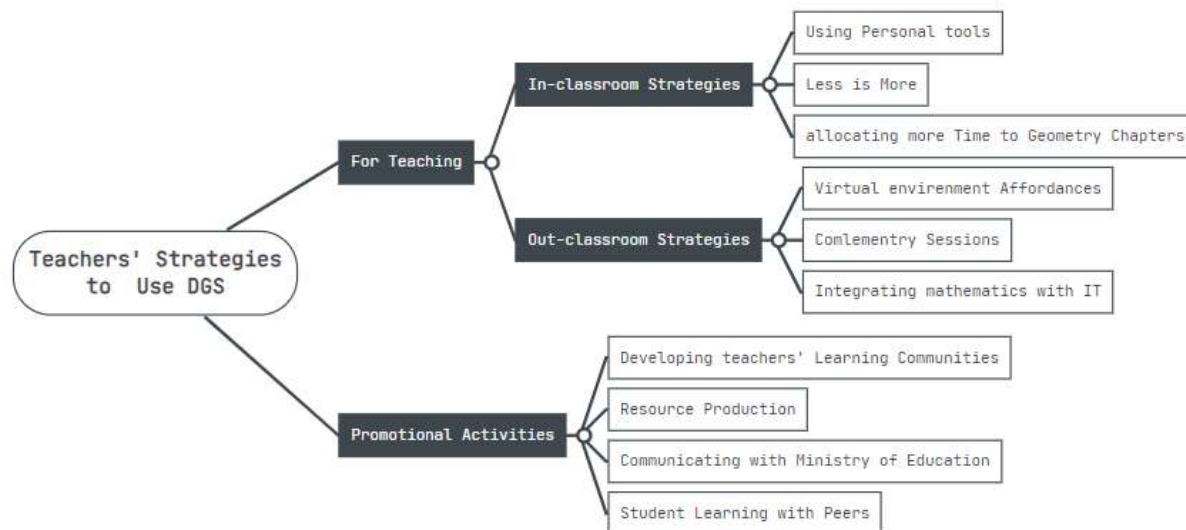 Using Personal tools
In-classroom Strategies
Less is More
allocating more Time to Geometry Chapters
For Teaching
Virtual envirenment Affordances
Out-classroom Strategies
Comlementry Sessions
Integrating mathematics with IT
Teachers' Strategies
to Use DGS
Developing teachers' Learning Communities
Resource Production
Promotional Activities
Communicating with Ministry of Education
Student Learning with Peers